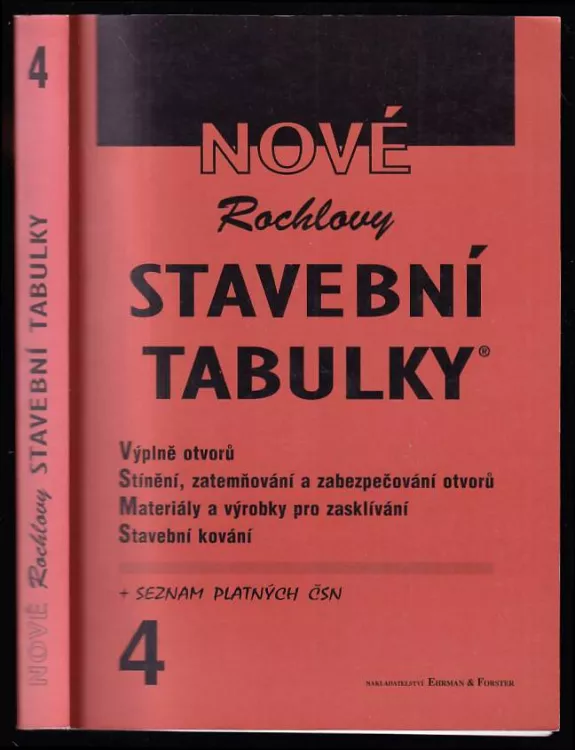 4
NOVÉ Rochlovy STAVEBNÍ TABULKY
NOVÉ
Rochlovy
STAVEBNÍ
TABULKY®
Výplně otvorů
Stínění, zatemňování a zabezpečování otvorů
Materiály a výrobky pro zasklívání
Stavební kování
+ SEZNAM PLATNÝCH ČSN
4
NAKLADATELSTVÍ EHRMAN & FORSTER